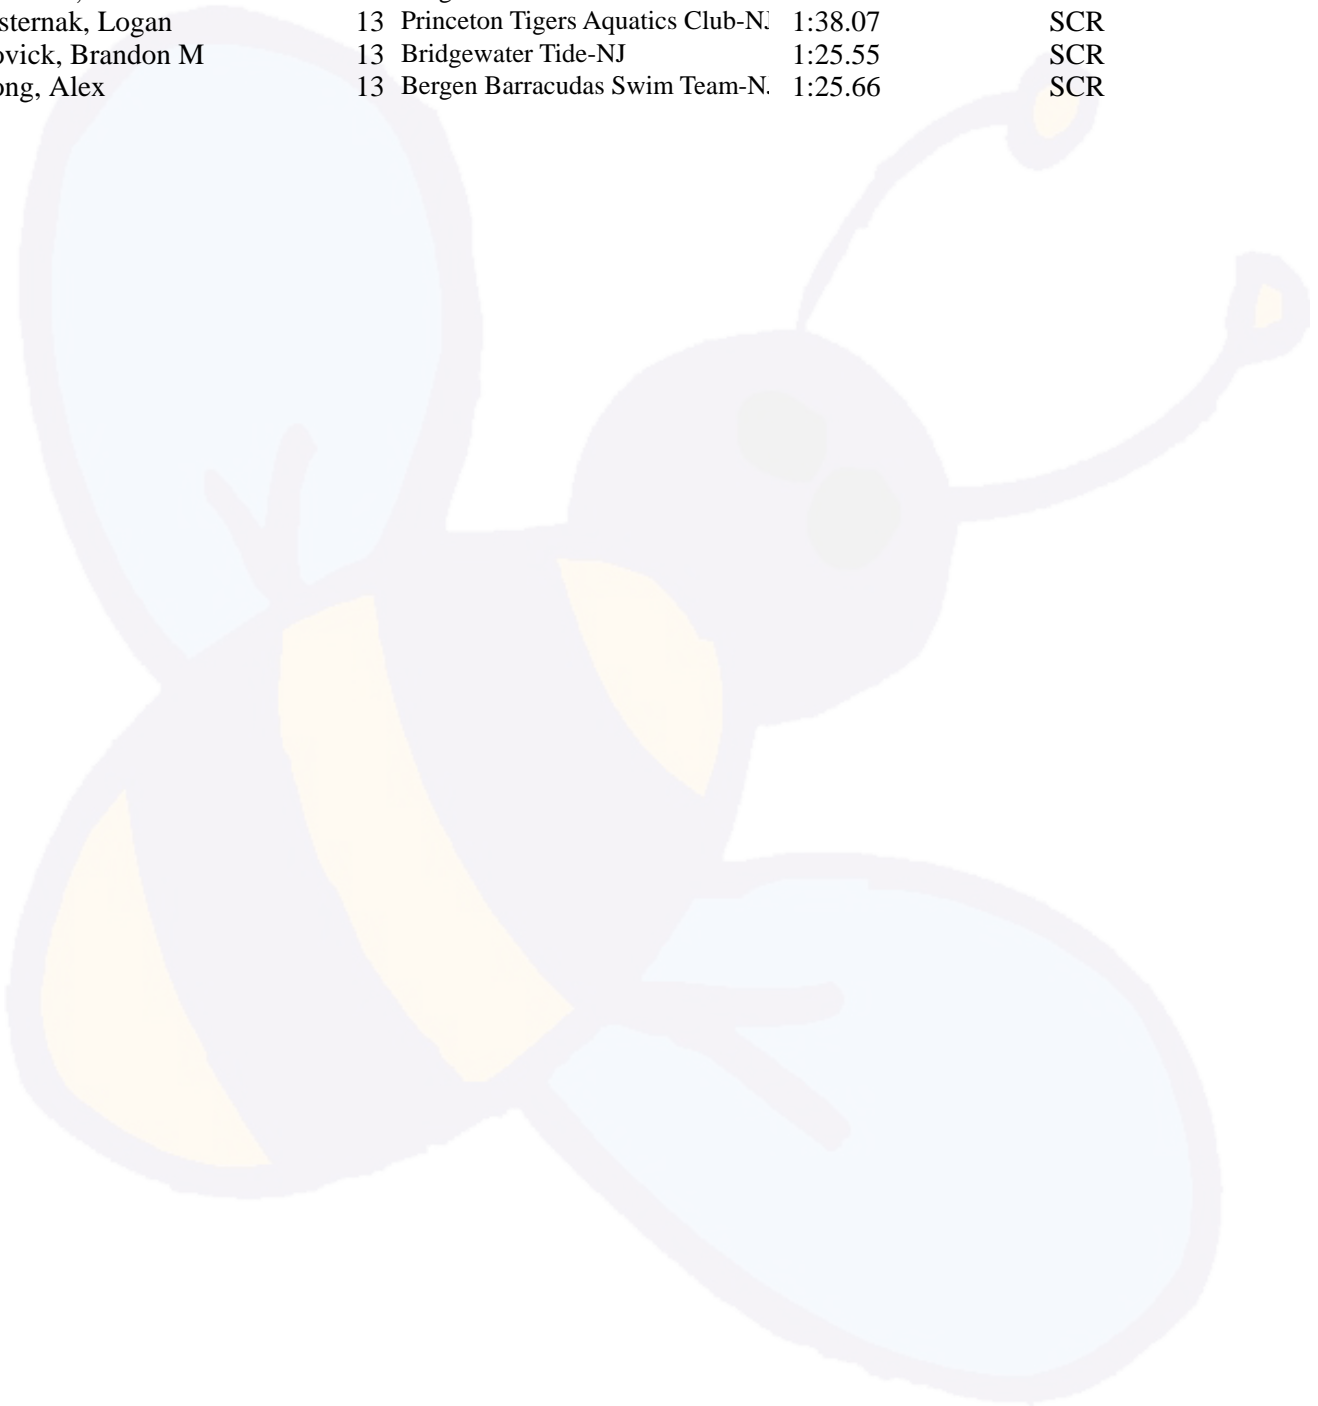 sternak, Logan 13 Princeton Tigers Aquatics Club-N 1:38.07 SCR
ovick, Brandon M 13 Bridgewater Tide-NJ 1:25.55 SCR
ong, Alex 13 Bergen Barracudas Swim Team-N 1:25.66 SCR